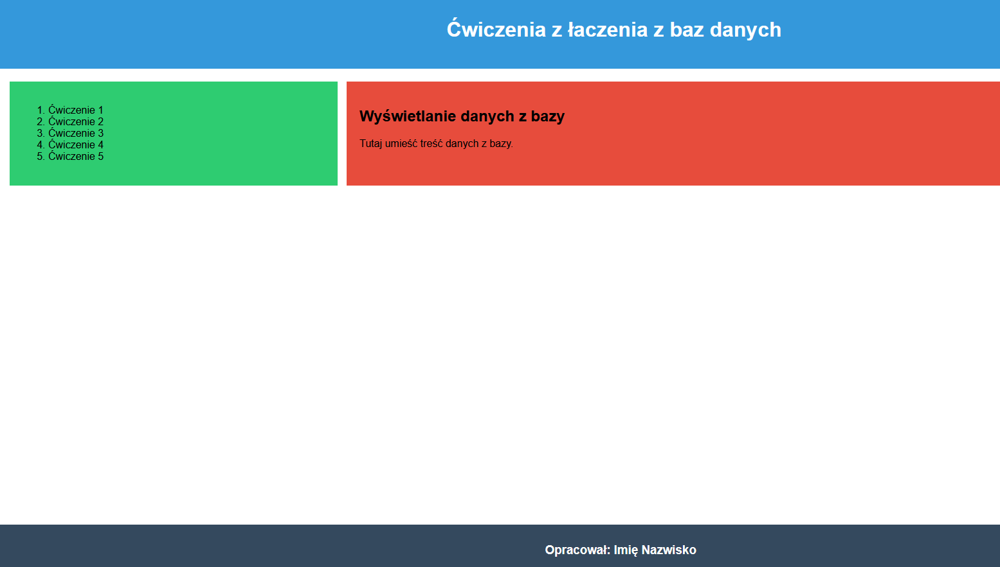 Ćwiczenia z łaczenia z baz danych
1. Ćwiczenie 1
2. Ćwiczenie 2
3. Ćwiczenie 3
4. Ćwiczenie 4
5. Ćwiczenie 5
Wyświetlanie danych z bazy
Tutaj umieść treść danych z bazy.
Opracował: Imię Nazwisko